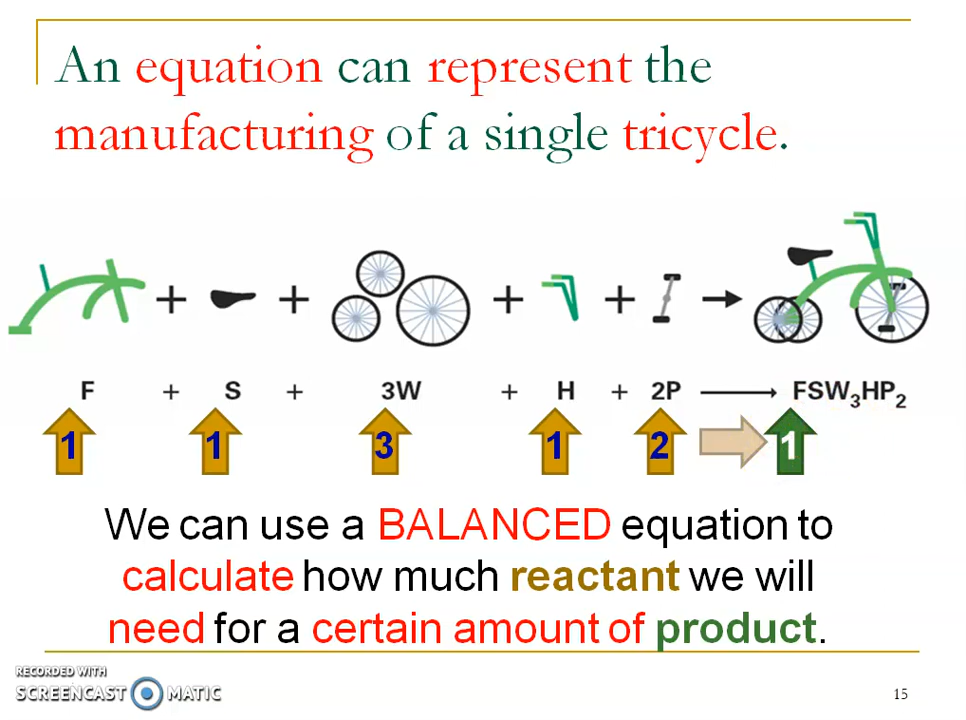 An equation can represent the
manufacturing of a single tricycle.
+ + + + →
F + S + 3W + H + 2P → FSW₃HP₂
1 1 3 1 2 1
We can use a BALANCED equation to
calculate how much reactant we will
need for a certain amount of product.
RECORDED WITH
SCREENCAST MATIC
15